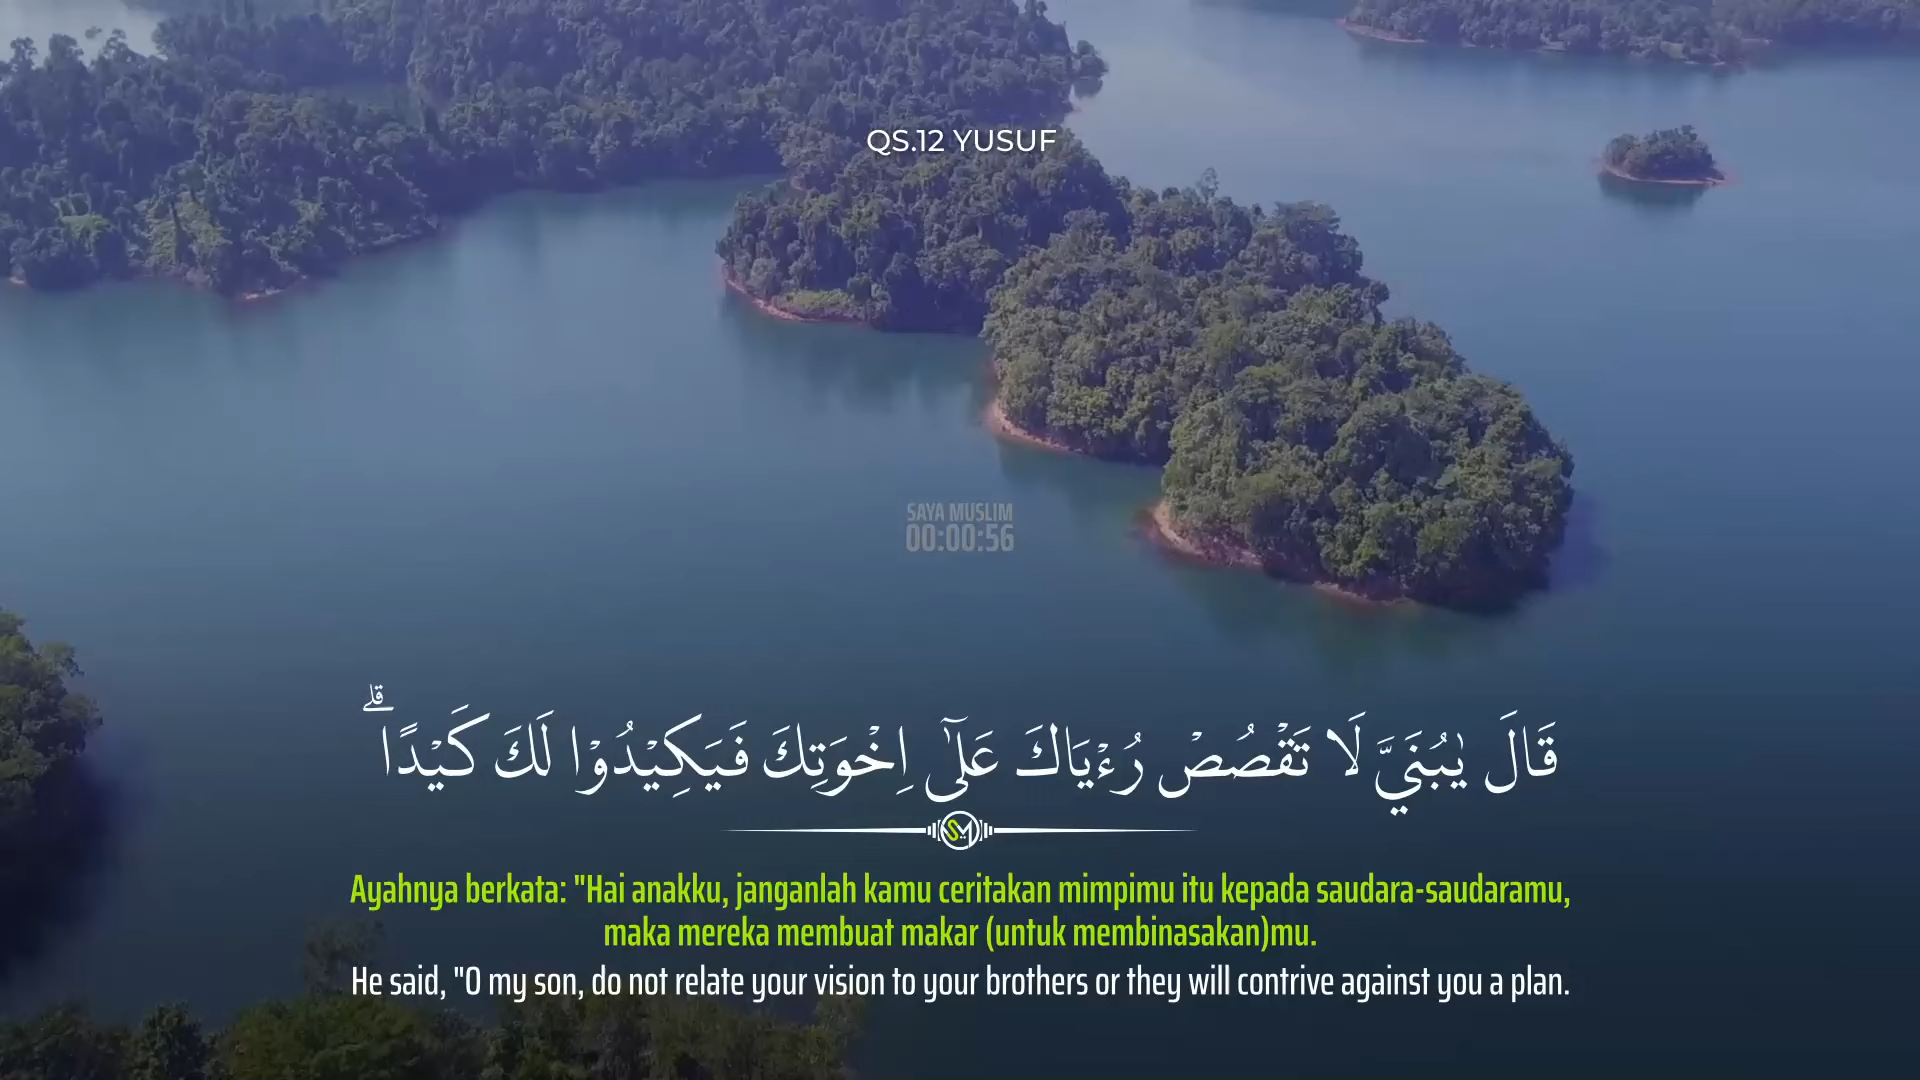 QS.12 YUSUF
SAYA MUSLIM
00:00:56
قَالَ يٰبُنَيَّ لَا تَقْصُصْ رُءْيَاكَ عَلٰٓى اِخْوَتِكَ فَيَكِيْدُوْا لَكَ كَيْدًاۗ
SM
Ayahnya berkata: "Hai anakku, janganlah kamu ceritakan mimpimu itu kepada saudara-saudaramu,
maka mereka membuat makar (untuk membinasakan)mu.
He said, "O my son, do not relate your vision to your brothers or they will contrive against you a plan.